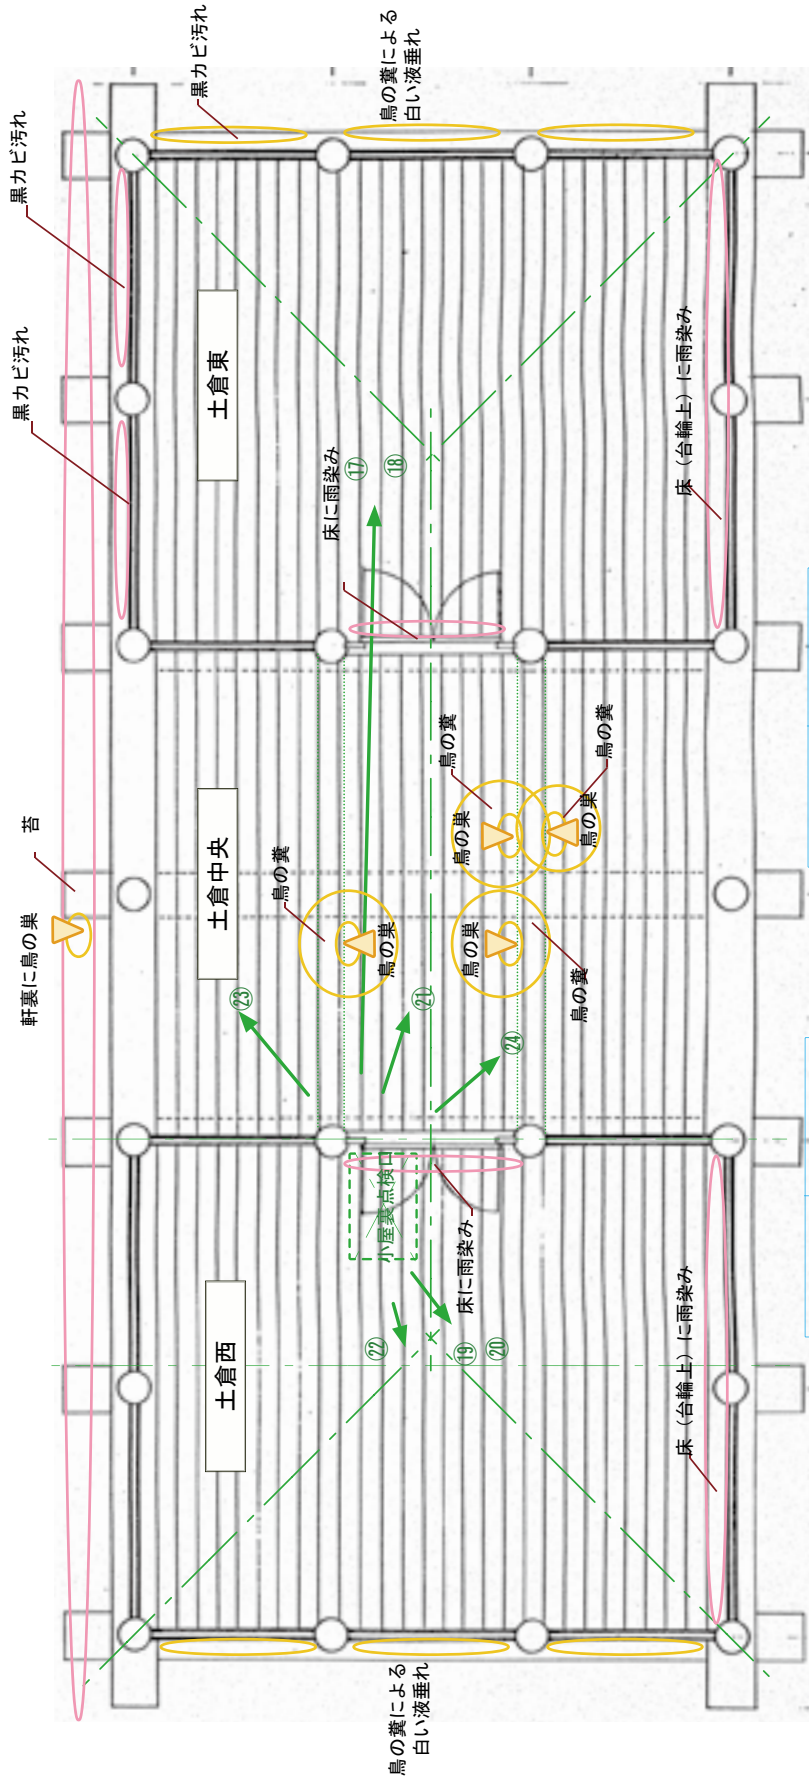 黒カビ汚れ
黒カビ汚れ
黒カビ汚れ
鳥の糞による
白い液垂れ
土倉東
床に雨染み
⑰
⑱
床（台輪上）に雨染み
苔
軒裏に鳥の巣
土倉中央
鳥の糞
鳥の巣
鳥の糞
鳥の巣
鳥の糞
鳥の巣
鳥の巣
鳥の糞
㉓
㉑
㉔
小屋裏点検口
床に雨染み
㉒
⑲
⑳
土倉西
床（台輪上）に雨染み
鳥の糞による
白い液垂れ